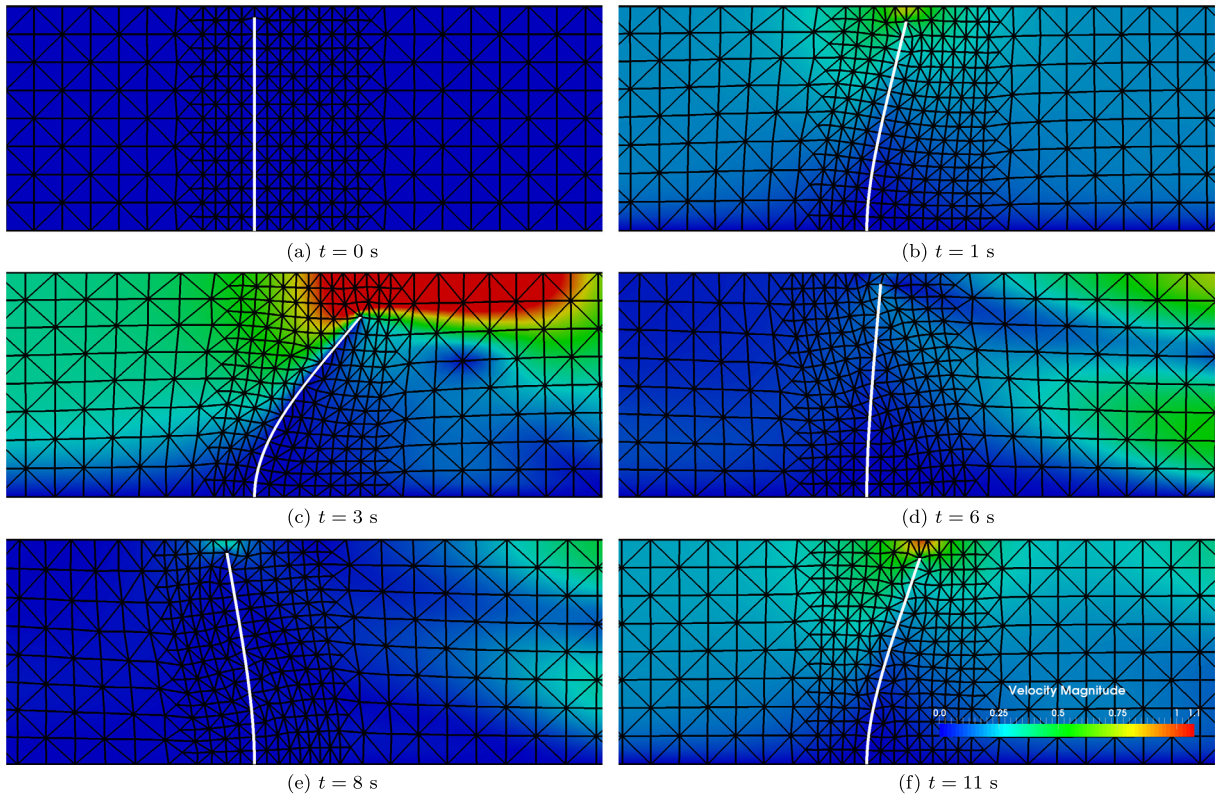 (a) t = 0 s
(b) t = 1 s
(c) t = 3 s
(d) t = 6 s
Velocity Magnitude
0.0 0.25 0.5 0.75 1 1.1
(e) t = 8 s
(f) t = 11 s